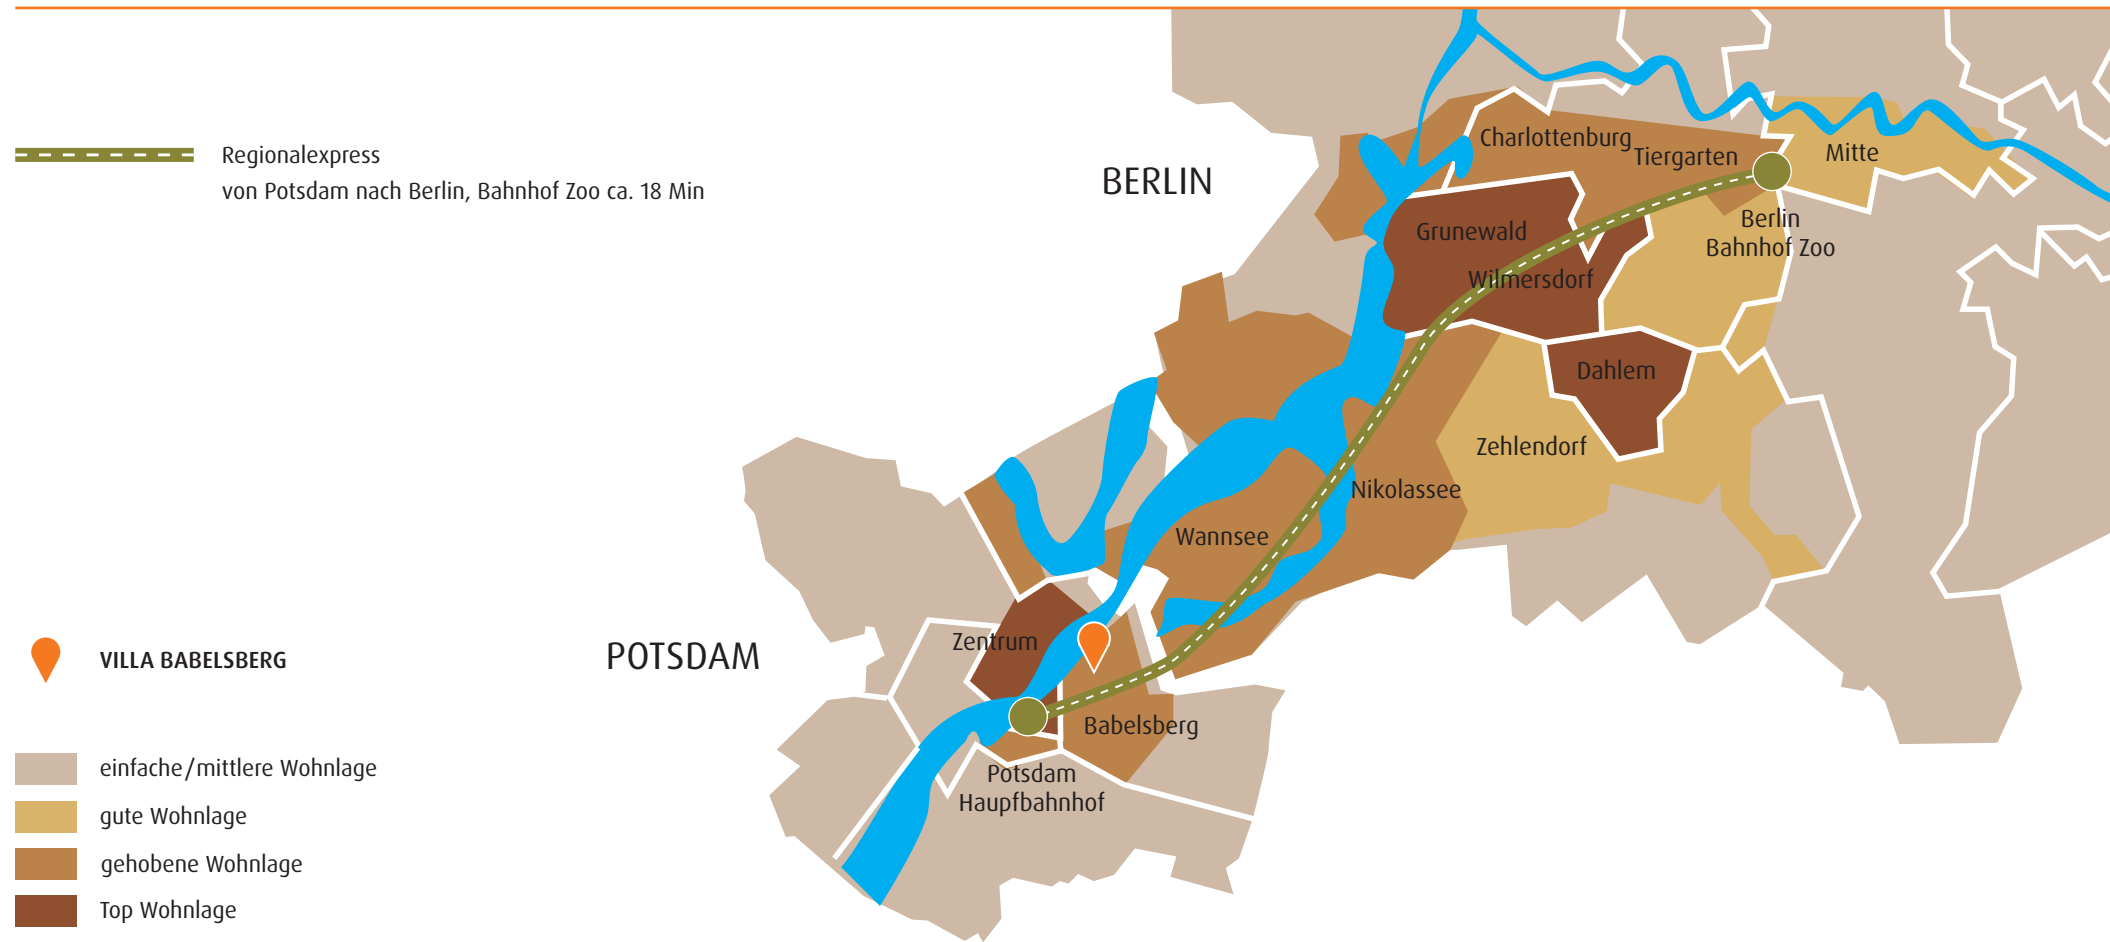 Regionalexpress
von Potsdam nach Berlin, Bahnhof Zoo ca. 18 Min
BERLIN
Charlottenburg
Tiergarten
Mitte
Grunewald
Berlin
Bahnhof Zoo
Wilmersdorf
Dahlem
Zehlendorf
Nikolassee
Wannsee
Zentrum
POTSDAM
VILLA BABELSBERG
Babelsberg
Potsdam
Haupfbahnhof
einfache/mittlere Wohnlage
gute Wohnlage
gehobene Wohnlage
Top Wohnlage